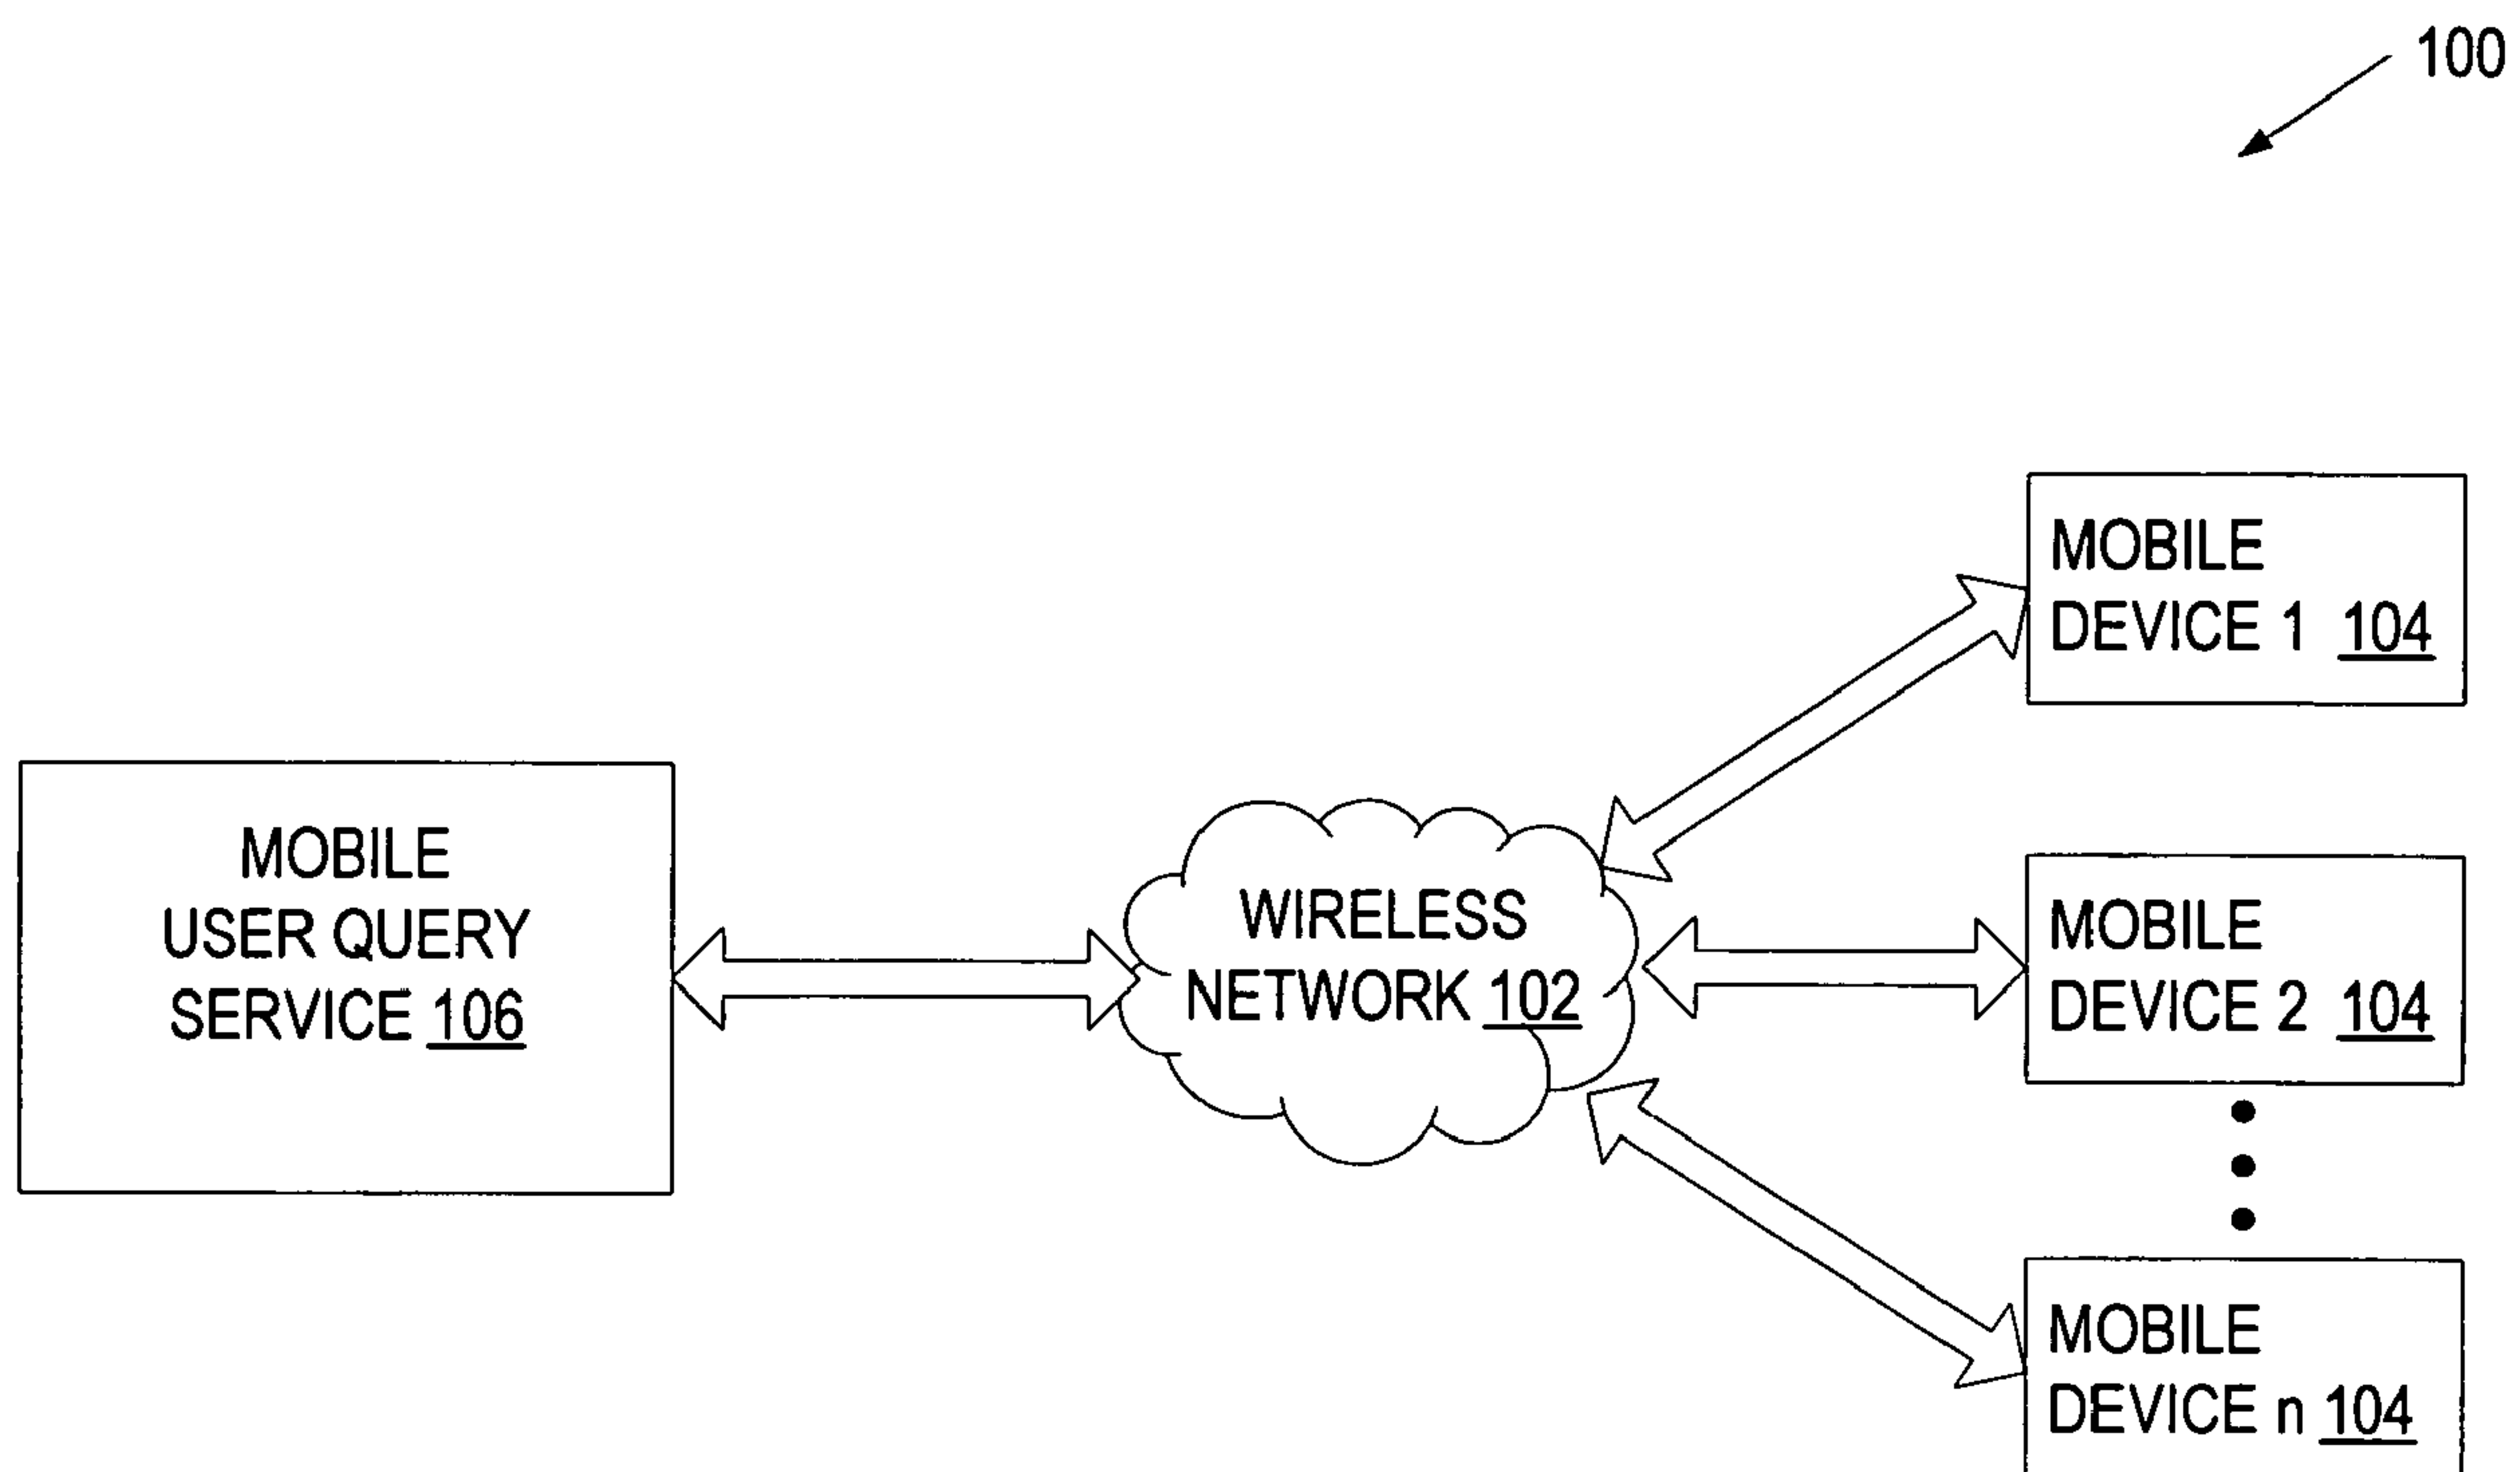 100
MOBILE
DEVICE 1 104
MOBILE
USER QUERY
SERVICE 106
WIRELESS
NETWORK 102
MOBILE
DEVICE 2 104
MOBILE
DEVICE n 104